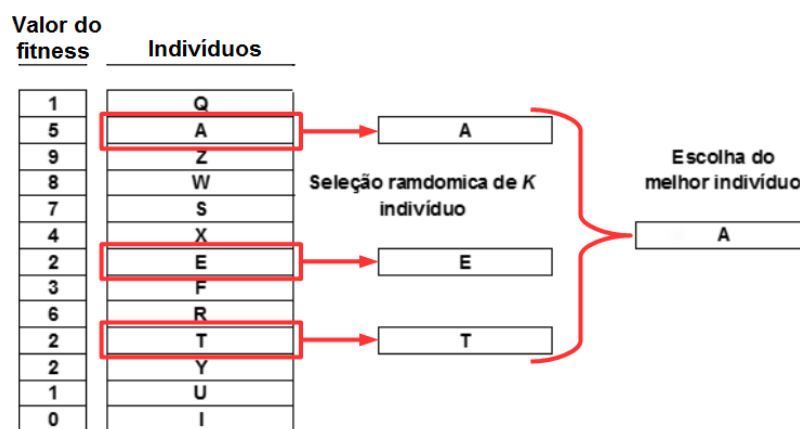 Valor do
fitness
Indivíduos
1 Q
5 A A
9 Z
8 W
7 S
4 X
2 E E
3 F
6 R
2 T T
2 Y
1 U
0 I
Seleção ramdomica de K
indivíduo
Escolha do
melhor indivíduo
A